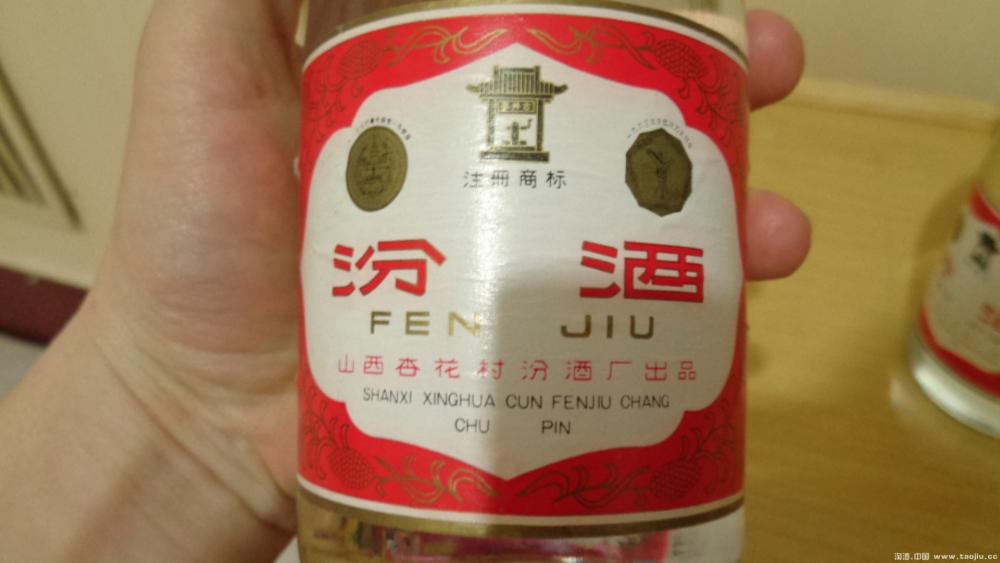 注册商标
汾酒
FEN JIU
山西杏花村汾酒厂出品
SHANXI XINGHUA CUN FENJIU CHANG
CHU PIN
淘酒.中国 www.taojiu.cc